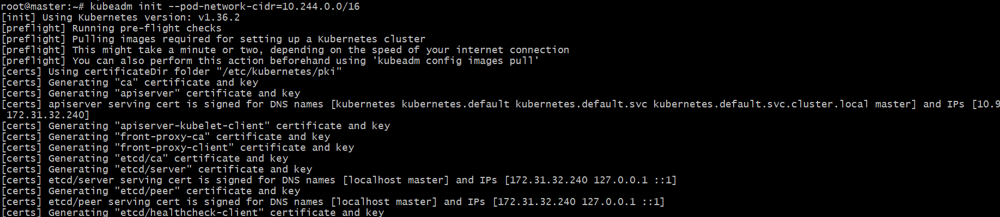 root@master:~# kubeadm init --pod-network-cidr=10.244.0.0/16
[init] Using Kubernetes version: v1.36.2
[preflight] Running pre-flight checks
[preflight] Pulling images required for setting up a Kubernetes cluster
[preflight] This might take a minute or two, depending on the speed of your internet connection
[preflight] You can also perform this action beforehand using 'kubeadm config images pull'
[certs] Using certificateDir folder "/etc/kubernetes/pki"
[certs] Generating "ca" certificate and key
[certs] Generating "apiserver" certificate and key
[certs] apiserver serving cert is signed for DNS names [kubernetes kubernetes.default kubernetes.default.svc kubernetes.default.svc.cluster.local master] and IPs [10.9
172.31.32.240]
[certs] Generating "apiserver-kubelet-client" certificate and key
[certs] Generating "front-proxy-ca" certificate and key
[certs] Generating "front-proxy-client" certificate and key
[certs] Generating "etcd/ca" certificate and key
[certs] Generating "etcd/server" certificate and key
[certs] etcd/server serving cert is signed for DNS names [localhost master] and IPs [172.31.32.240 127.0.0.1 ::1]
[certs] Generating "etcd/peer" certificate and key
[certs] etcd/peer serving cert is signed for DNS names [localhost master] and IPs [172.31.32.240 127.0.0.1 ::1]
[certs] Generating "etcd/healthcheck-client" certificate and key